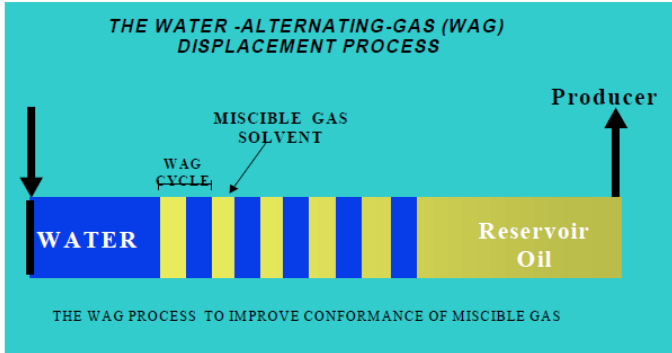 THE WATER -ALTERNATING-GAS (WAG)
DISPLACEMENT PROCESS
Producer
MISCIBLE GAS
SOLVENT
WAG
CYCLE
WATER
Reservoir
Oil
THE WAG PROCESS TO IMPROVE CONFORMANCE OF MISCIBLE GAS